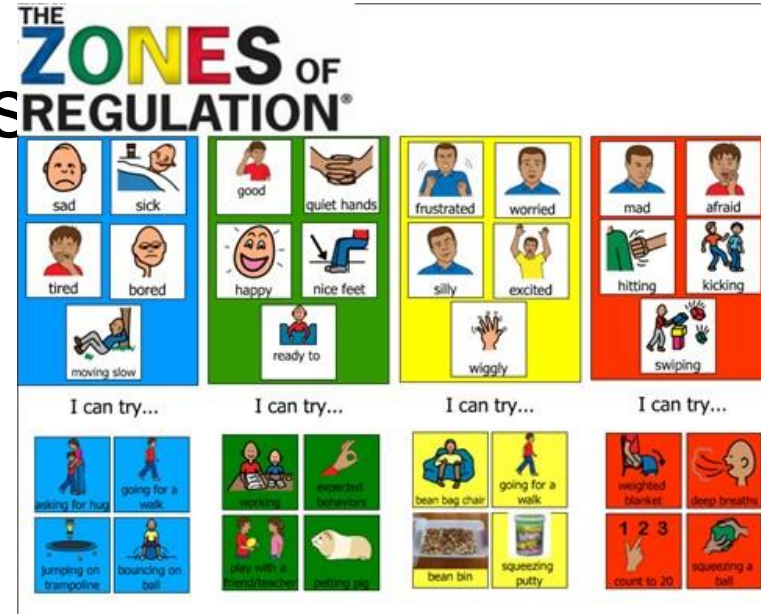 THE
ZONES OF
S
REGULATION®
sad
sick
good
quiet hands
frustrated
worried
mad
afraid
tired
bored
happy
nice feet
silly
excited
hitting
kicking
moving slow
ready to
wiggly
swiping
I can try...
I can try...
I can try...
I can try...
asking for hug
going for a
walk
working
expected
behaviors
bean bag chair
going for a
walk
weighted
blanket
deep breaths
jumping on
trampoline
bouncing on
ball
play with a
friend/teacher
petting pig
bean bin
squeezing
putty
1 2 3
count to 20
squeezing a
ball